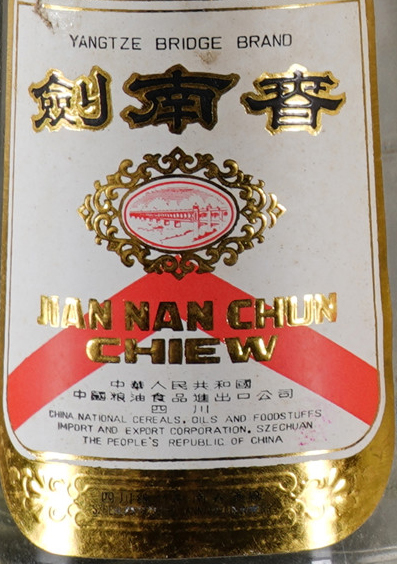 YANGTZE BRIDGE BRAND
劍南春
JIAN NAN CHUN
CHIEW
中華人民共和國
中國粮油食品進出口公司
四川
CHINA NATIONAL CEREALS, OILS AND FOODSTUFFS
IMPORT AND EXPORT CORPORATION, SZECHUAN
THE PEOPLE'S REPUBLIC OF CHINA